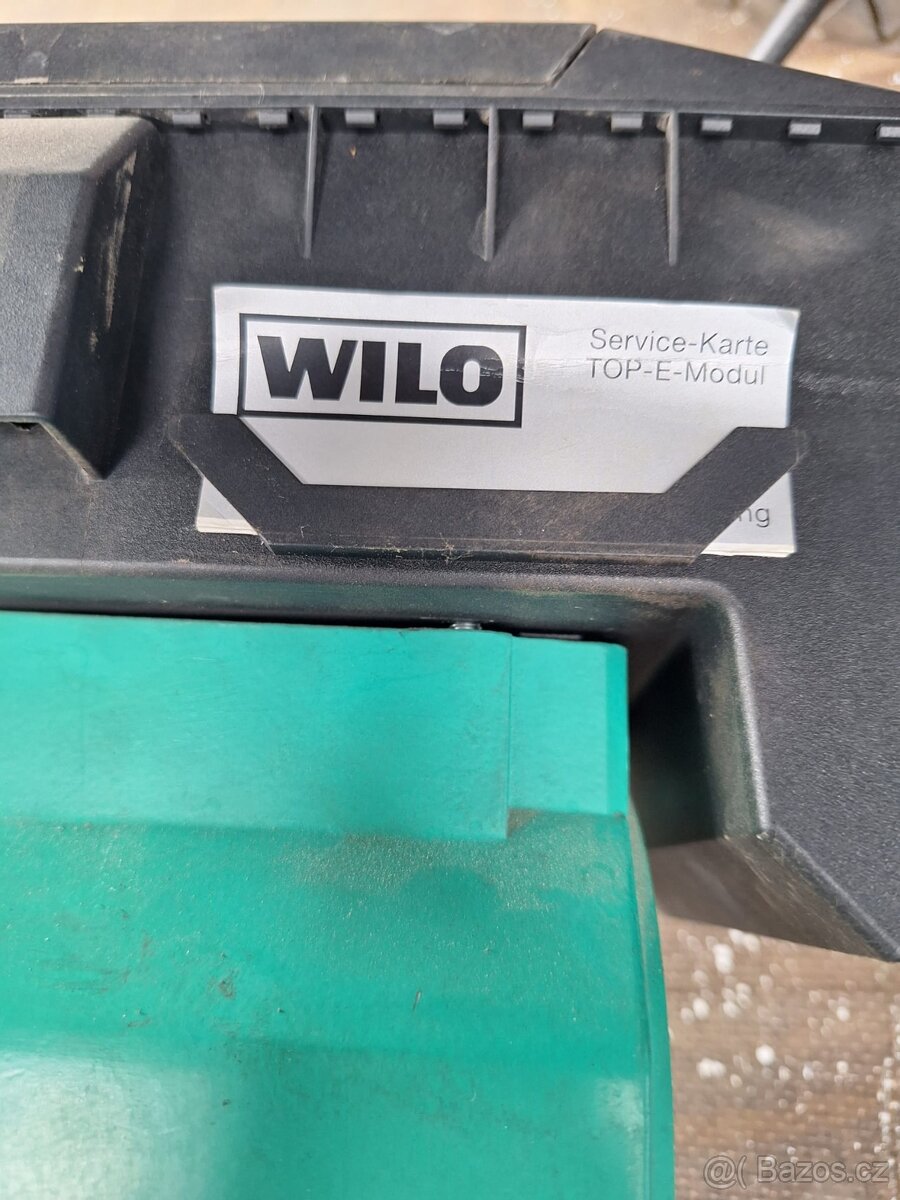 WILO
Service-Karte
TOP-E-Modul
@( Bazos.cz